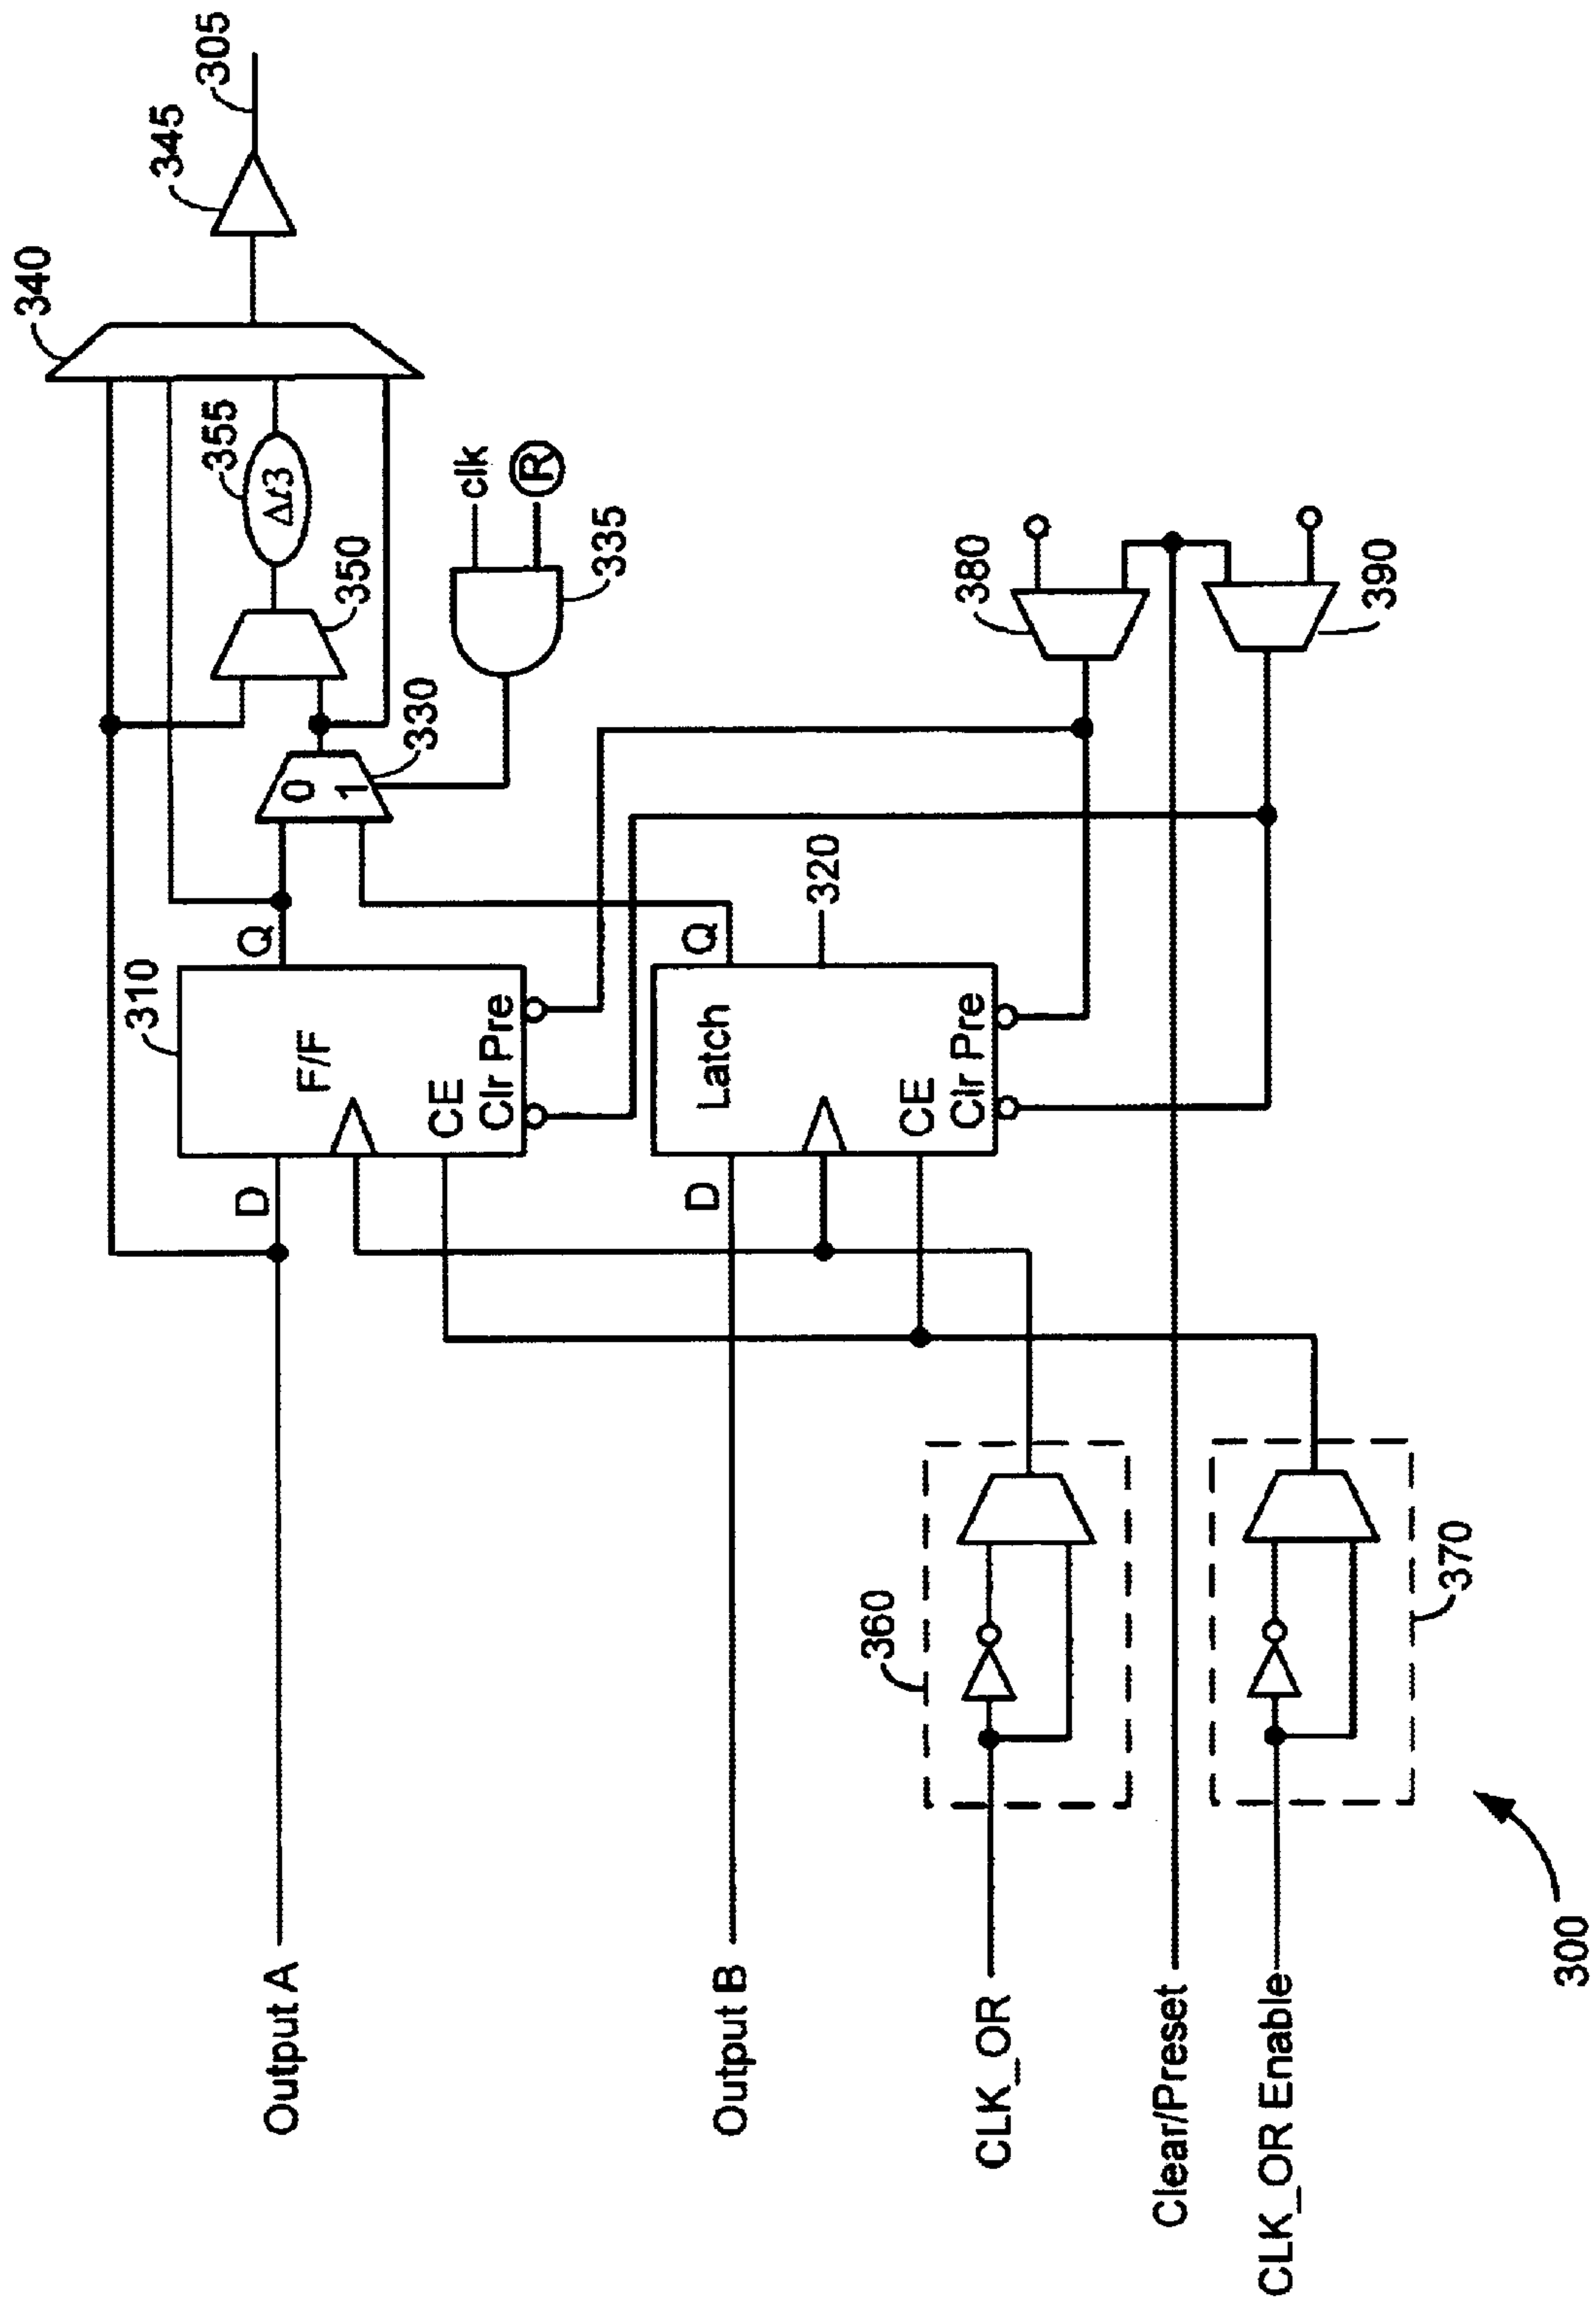 340
345
305
355
Δt3
350
clk
Ⓡ
335
330
0
1
310
Q
F/F
D
CE
Clr Pre
Output A
320
Q
Latch
D
CE
Clr Pre
Output B
380
390
360
CLK_OR
Clear/Preset
370
CLK_OR Enable
300